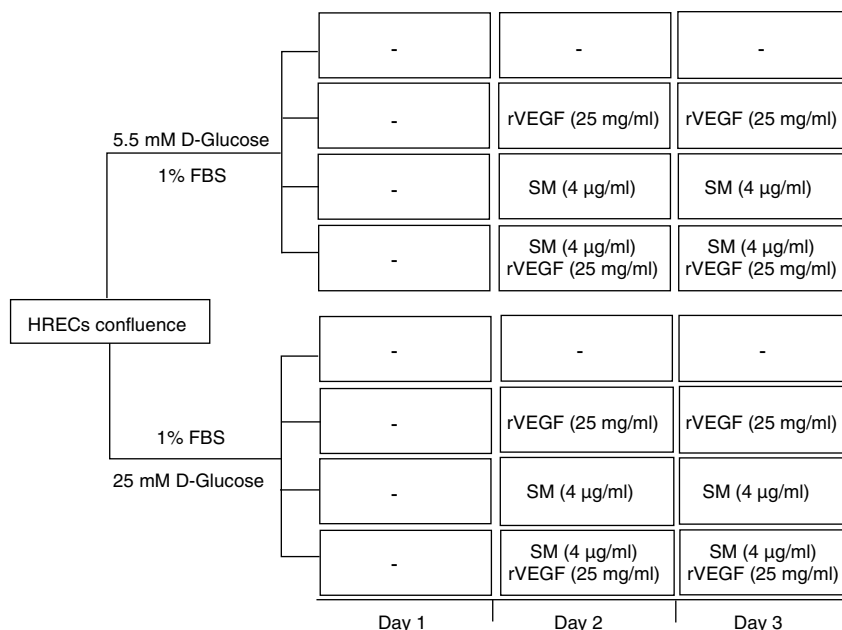 -
-
-
-
rVEGF (25 mg/ml)
rVEGF (25 mg/ml)
5.5 mM D-Glucose
1% FBS
-
SM (4 µg/ml)
SM (4 µg/ml)
-
SM (4 µg/ml)
rVEGF (25 mg/ml)
SM (4 µg/ml)
rVEGF (25 mg/ml)
HRECs confluence
-
-
-
-
rVEGF (25 mg/ml)
rVEGF (25 mg/ml)
1% FBS
25 mM D-Glucose
-
SM (4 µg/ml)
SM (4 µg/ml)
-
SM (4 µg/ml)
rVEGF (25 mg/ml)
SM (4 µg/ml)
rVEGF (25 mg/ml)
Day 1
Day 2
Day 3